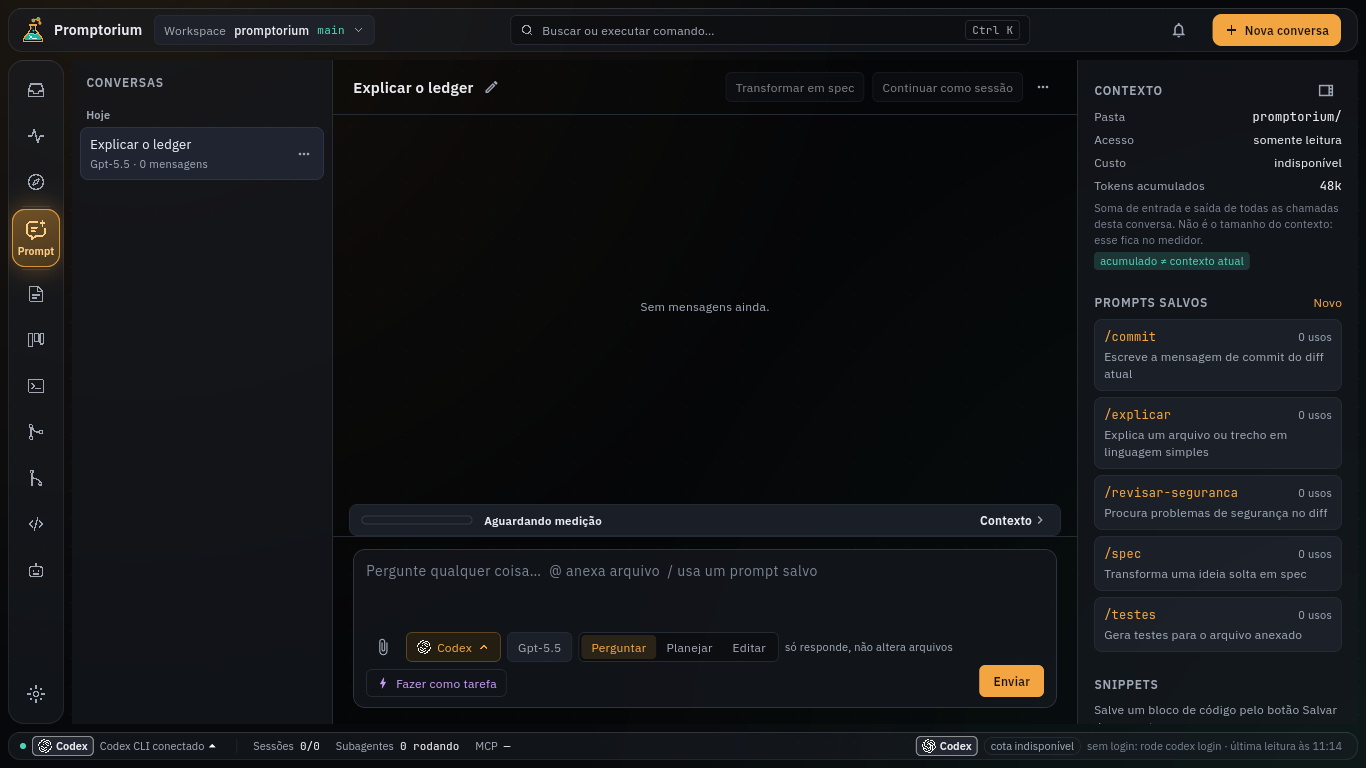 Promptorium
Workspace promptorium main
Buscar ou executar comando...
Ctrl K
+ Nova conversa
Prompt
CONVERSAS
Hoje
Explicar o ledger
Gpt-5.5 · 0 mensagens
Explicar o ledger
Transformar em spec
Continuar como sessão
Sem mensagens ainda.
Aguardando medição
Contexto
Pergunte qualquer coisa... @ anexa arquivo / usa um prompt salvo
Codex
Gpt-5.5
Perguntar
Planejar
Editar
só responde, não altera arquivos
Fazer como tarefa
Enviar
CONTEXTO
Pasta promptorium/
Acesso somente leitura
Custo indisponível
Tokens acumulados 48k
Soma de entrada e saída de todas as chamadas
desta conversa. Não é o tamanho do contexto:
esse fica no medidor.
acumulado ≠ contexto atual
PROMPTS SALVOS Novo
/commit 0 usos
Escreve a mensagem de commit do diff
atual
/explicar 0 usos
Explica um arquivo ou trecho em
linguagem simples
/revisar-seguranca 0 usos
Procura problemas de segurança no diff
/spec 0 usos
Transforma uma ideia solta em spec
/testes 0 usos
Gera testes para o arquivo anexado
SNIPPETS
Salve um bloco de código pelo botão Salvar
Codex
Codex CLI conectado
Sessões 0/0
Subagentes 0 rodando
MCP —
Codex
cota indisponível
sem login: rode codex login · última leitura às 11:14